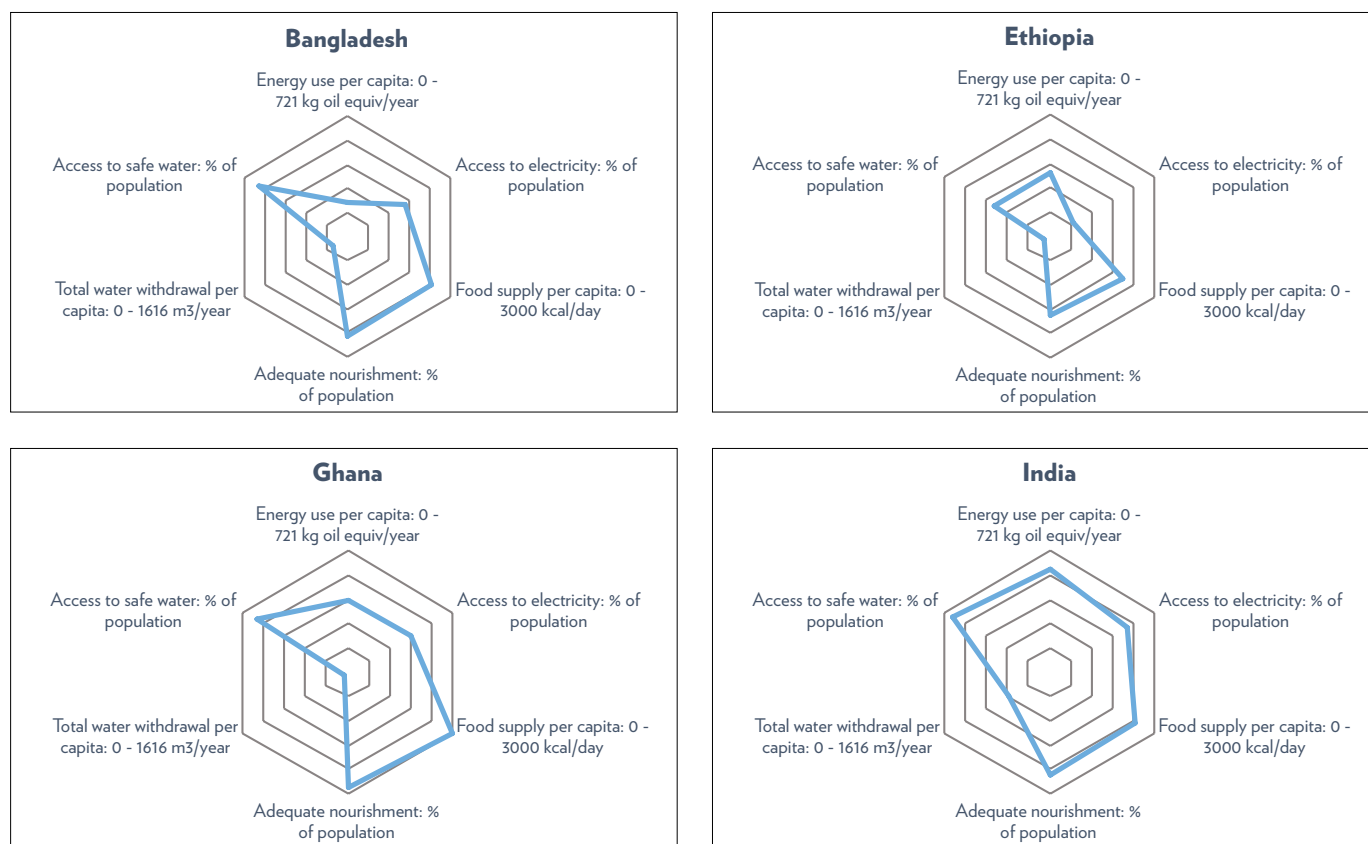 Bangladesh
Energy use per capita: 0 -
721 kg oil equiv/year
Access to safe water: % of
population
Access to electricity: % of
population
Total water withdrawal per
capita: 0 - 1616 m3/year
Food supply per capita: 0 -
3000 kcal/day
Adequate nourishment: %
of population
Ethiopia
Energy use per capita: 0 -
721 kg oil equiv/year
Access to safe water: % of
population
Access to electricity: % of
population
Total water withdrawal per
capita: 0 - 1616 m3/year
Food supply per capita: 0 -
3000 kcal/day
Adequate nourishment: %
of population
Ghana
Energy use per capita: 0 -
721 kg oil equiv/year
Access to safe water: % of
population
Access to electricity: % of
population
Total water withdrawal per
capita: 0 - 1616 m3/year
Food supply per capita: 0 -
3000 kcal/day
Adequate nourishment: %
of population
India
Energy use per capita: 0 -
721 kg oil equiv/year
Access to safe water: % of
population
Access to electricity: % of
population
Total water withdrawal per
capita: 0 - 1616 m3/year
Food supply per capita: 0 -
3000 kcal/day
Adequate nourishment: %
of population